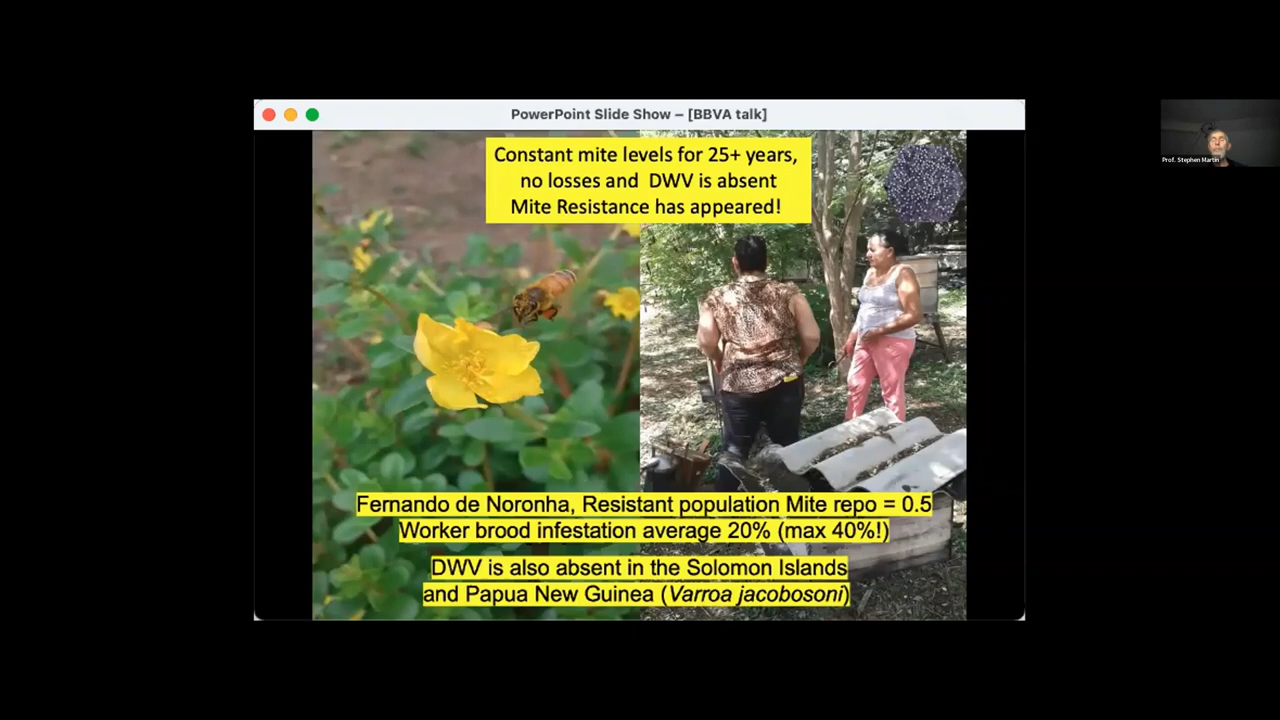 PowerPoint Slide Show – [BBVA talk]
Constant mite levels for 25+ years,
no losses and DWV is absent
Mite Resistance has appeared!
Prof. Stephen Martin
Fernando de Noronha, Resistant population Mite repo = 0.5
Worker brood infestation average 20% (max 40%!)
DWV is also absent in the Solomon Islands
and Papua New Guinea (Varroa jacobosoni)